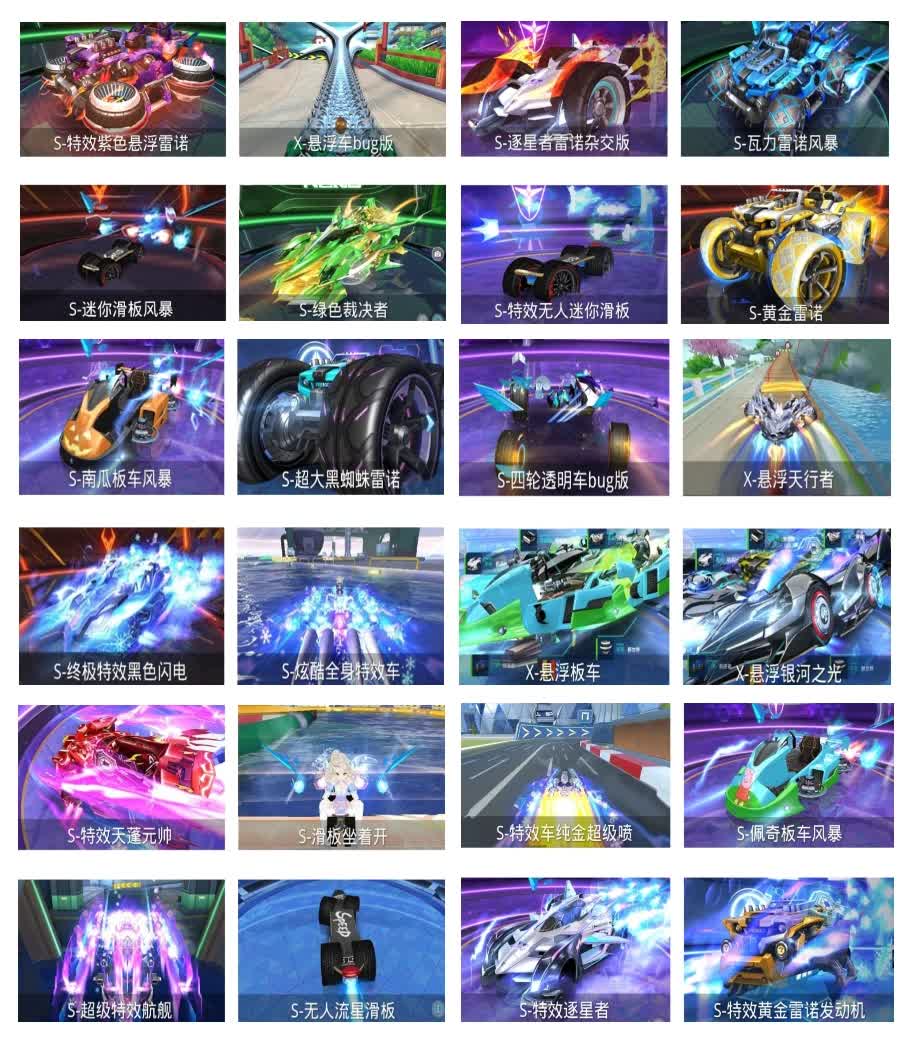 S-特效紫色悬浮雷诺
X-悬浮车bug版
S-逐星者雷诺杂交版
S-瓦力雷诺风暴
S-迷你滑板风暴
S-绿色裁决者
S-特效无人迷你滑板
S-黄金雷诺
S-南瓜板车风暴
S-超大黑蜘蛛雷诺
S-四轮透明车bug版
X-悬浮天行者
S-终极特效黑色闪电
S-炫酷全身特效车
X-悬浮板车
X-悬浮银河之光
S-特效天蓬元帅
S-滑板坐着开
S-特效车纯金超级喷
S-佩奇板车风暴
S-超级特效航舰
SPEED
S-无人流星滑板
S-特效逐星者
S-特效黄金雷诺发动机